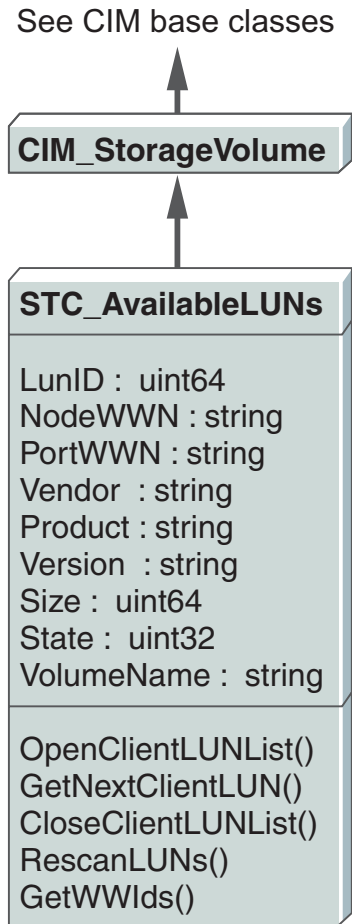 See CIM base classes
CIM_StorageVolume
STC_AvailableLUNs
LunID : uint64
NodeWWN : string
PortWWN : string
Vendor : string
Product : string
Version : string
Size : uint64
State : uint32
VolumeName : string
OpenClientLUNList()
GetNextClientLUN()
CloseClientLUNList()
RescanLUNs()
GetWWIds()